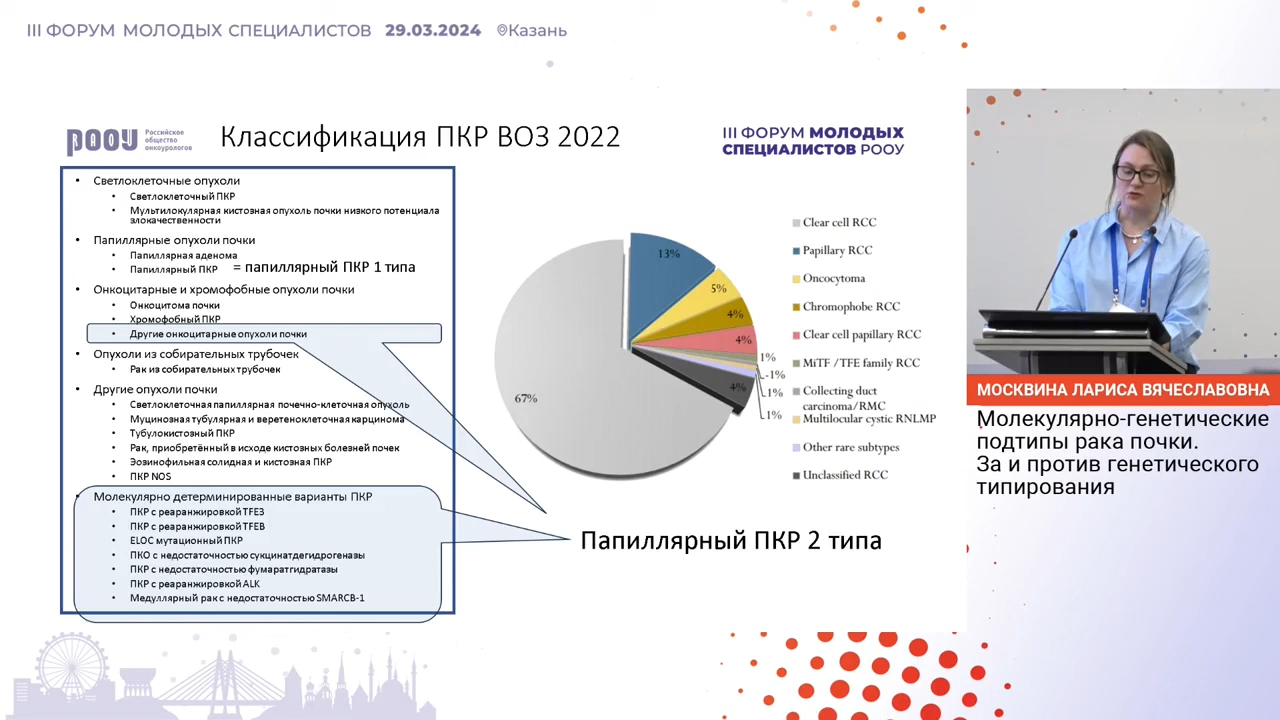 III ФОРУМ МОЛОДЫХ СПЕЦИАЛИСТОВ 29.03.2024 Казань
РООУ
Российское
общество
онкоурологов
Классификация ПКР ВОЗ 2022
III ФОРУМ МОЛОДЫХ
СПЕЦИАЛИСТОВ РООУ
• Светлоклеточные опухоли
• Светлоклеточный ПКР
• Мультилокулярная кистозная опухоль почки низкого потенциала
злокачественности
• Папиллярные опухоли почки
• Папиллярная аденома
• Папиллярный ПКР = папиллярный ПКР 1 типа
• Онкоцитарные и хромофобные опухоли почки
• Онкоцитома почки
• Хромофобный ПКР
• Другие онкоцитарные опухоли почки
• Опухоли из собирательных трубочек
• Рак из собирательных трубочек
• Другие опухоли почки
• Светлоклеточная папиллярная почечно-клеточная опухоль
• Муцинозная тубулярная и веретеноклеточная карцинома
• Тубулокистозный ПКР
• Рак, приобретённый в исходе кистозных болезней почек
• Эозинофильная солидная и кистозная ПКР
• ПКР NOS
• Молекулярно детерминированные варианты ПКР
• ПКР с реаранжировкой TFE3
• ПКР с реаранжировкой TFEB
• ELOC мутационный ПКР
• ПКО с недостаточностью сукцинатдегидрогеназы
• ПКР с недостаточностью фумаратгидратазы
• ПКР с реаранжировкой ALK
• Медуллярный рак с недостаточностью SMARCB-1
67%
13%
5%
4%
4%
1%
-1%
1%
1%
4%
Clear cell RCC
Papillary RCC
Oncocytoma
Chromophobe RCC
Clear cell papillary RCC
MiTF /TFE family RCC
Collecting duct
carcinoma/RMC
Multilocular cystic RNLMP
Other rare subtypes
Unclassified RCC
Папиллярный ПКР 2 типа
МОСКВИНА ЛАРИСА ВЯЧЕСЛАВОВНА
Молекулярно-генетические
подтипы рака почки.
За и против генетического
типирования